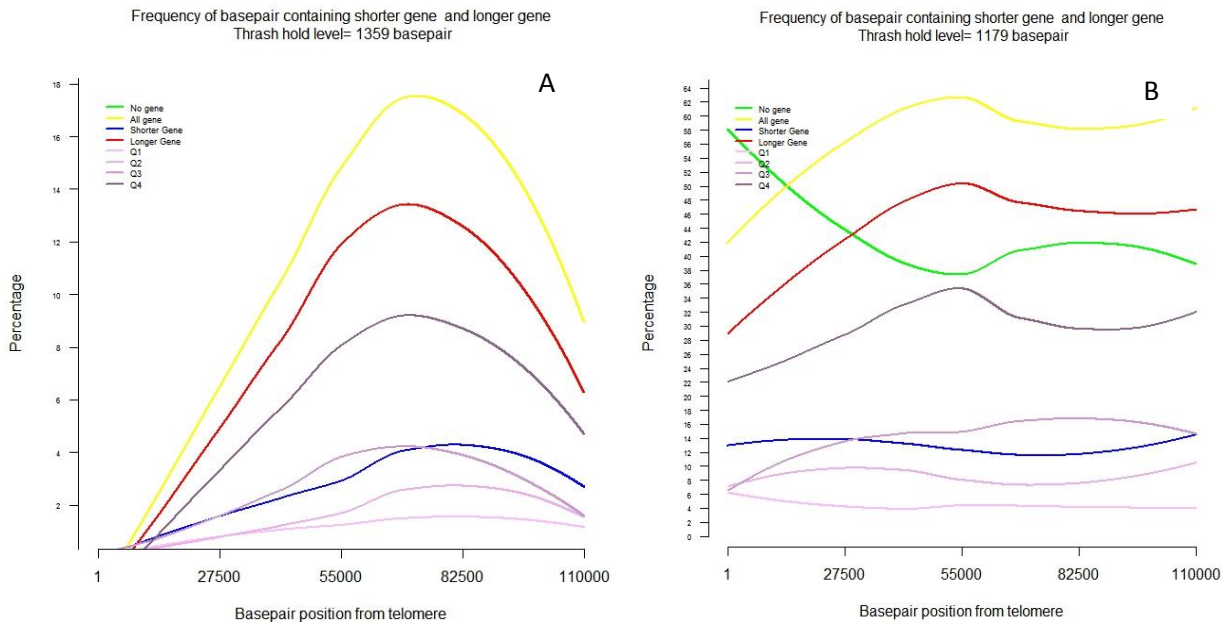 Frequency of basepair containing shorter gene and longer gene
Thrash hold level= 1359 basepair
A
18
16
14
12
10
8
6
4
2
No gene
All gene
Shorter Gene
Longer Gene
Q1
Q2
Q3
Q4
Percentage
1 27500 55000 82500 110000
Basepair position from telomere
Frequency of basepair containing shorter gene and longer gene
Thrash hold level= 1179 basepair
B
64
62
60
58
56
54
52
50
48
46
44
42
40
38
36
34
32
30
28
26
24
22
20
18
16
14
12
10
8
6
4
2
0
No gene
All gene
Shorter Gene
Longer Gene
Q1
Q2
Q3
Q4
Percentage
1 27500 55000 82500 110000
Basepair position from telomere